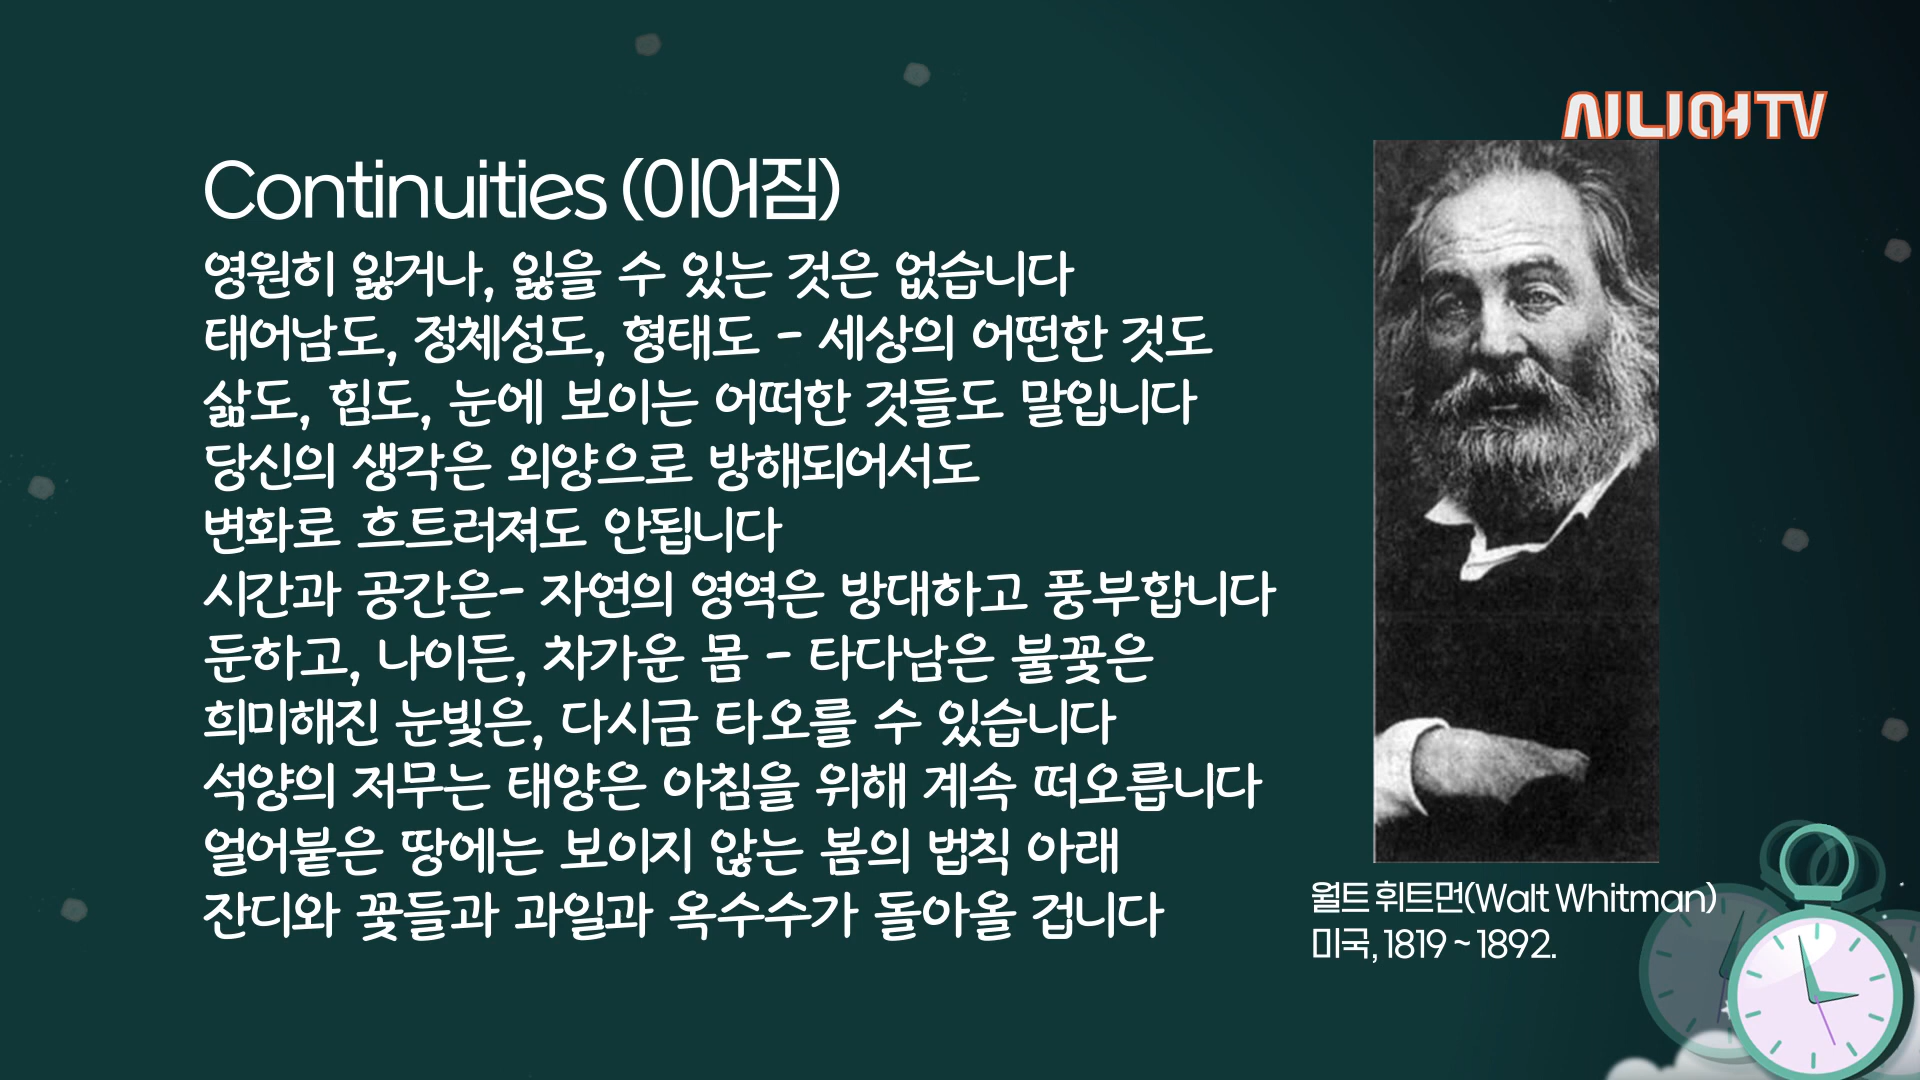 시니어TV
Continuities (이어짐)
영원히 잃거나, 잃을 수 있는 것은 없습니다
태어남도, 정체성도, 형태도 - 세상의 어떤한 것도
삶도, 힘도, 눈에 보이는 어떠한 것들도 말입니다
당신의 생각은 외양으로 방해되어서도
변화로 흐트러져도 안됩니다
시간과 공간은- 자연의 영역은 방대하고 풍부합니다
둔하고, 나이든, 차가운 몸 - 타다남은 불꽃은
희미해진 눈빛은, 다시금 타오를 수 있습니다
석양의 저무는 태양은 아침을 위해 계속 떠오릅니다
얼어붙은 땅에는 보이지 않는 봄의 법칙 아래
잔디와 꽃들과 과일과 옥수수가 돌아올 겁니다
월트 휘트먼(Walt Whitman)
미국, 1819 ~ 1892.